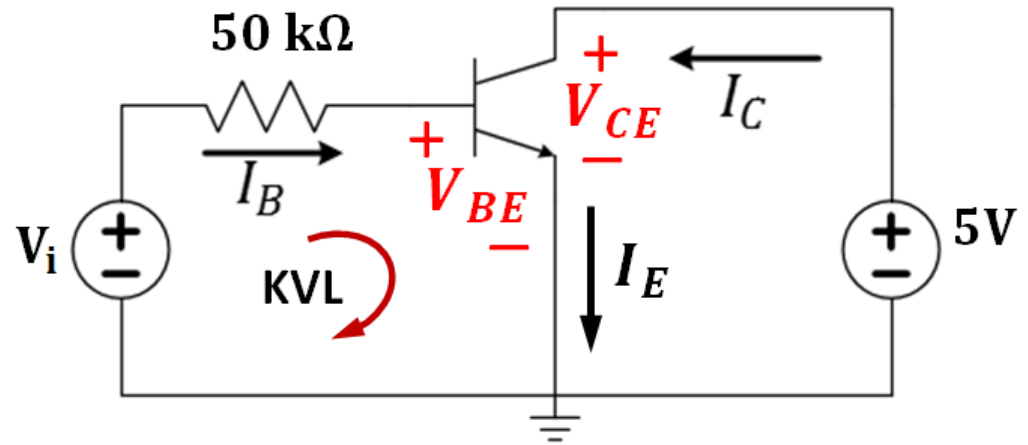 50 kΩ
+
V_CE
−
I_C
I_B
+
V_BE
−
V_i
+
−
KVL
I_E
+
−
5V